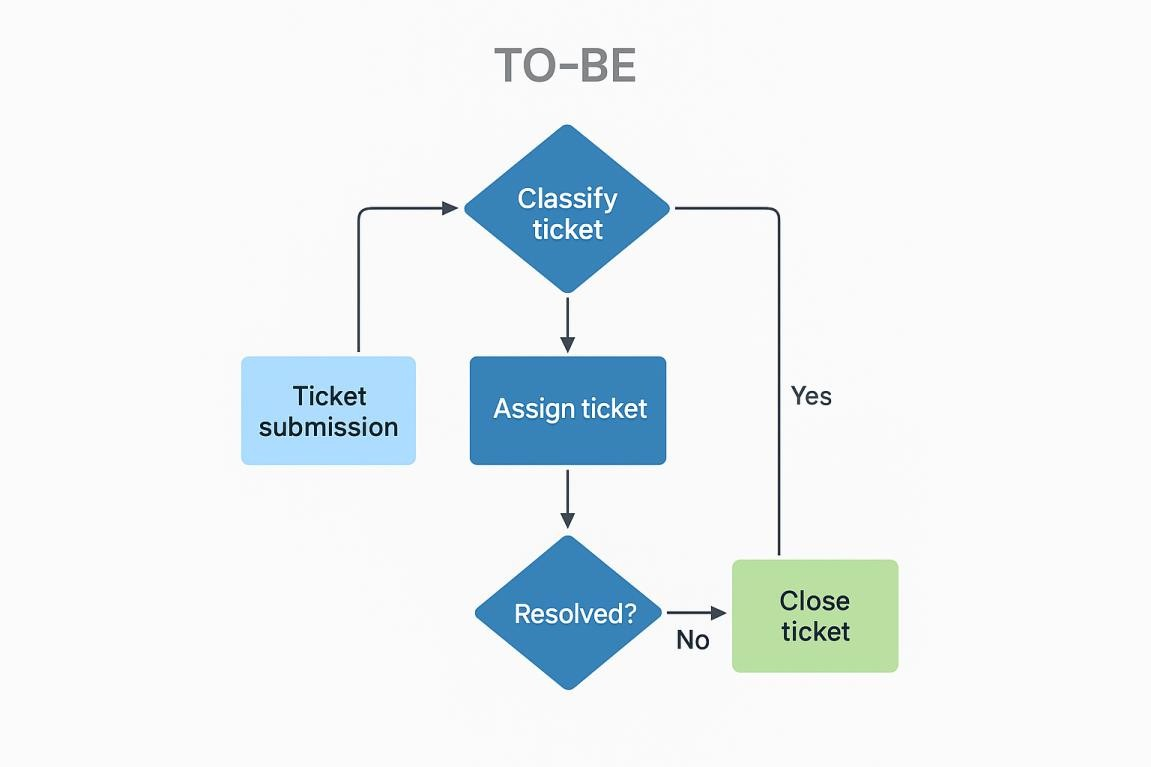 TO-BE
Classify
ticket
Ticket
submission
Assign ticket
Yes
Resolved?
No
Close
ticket